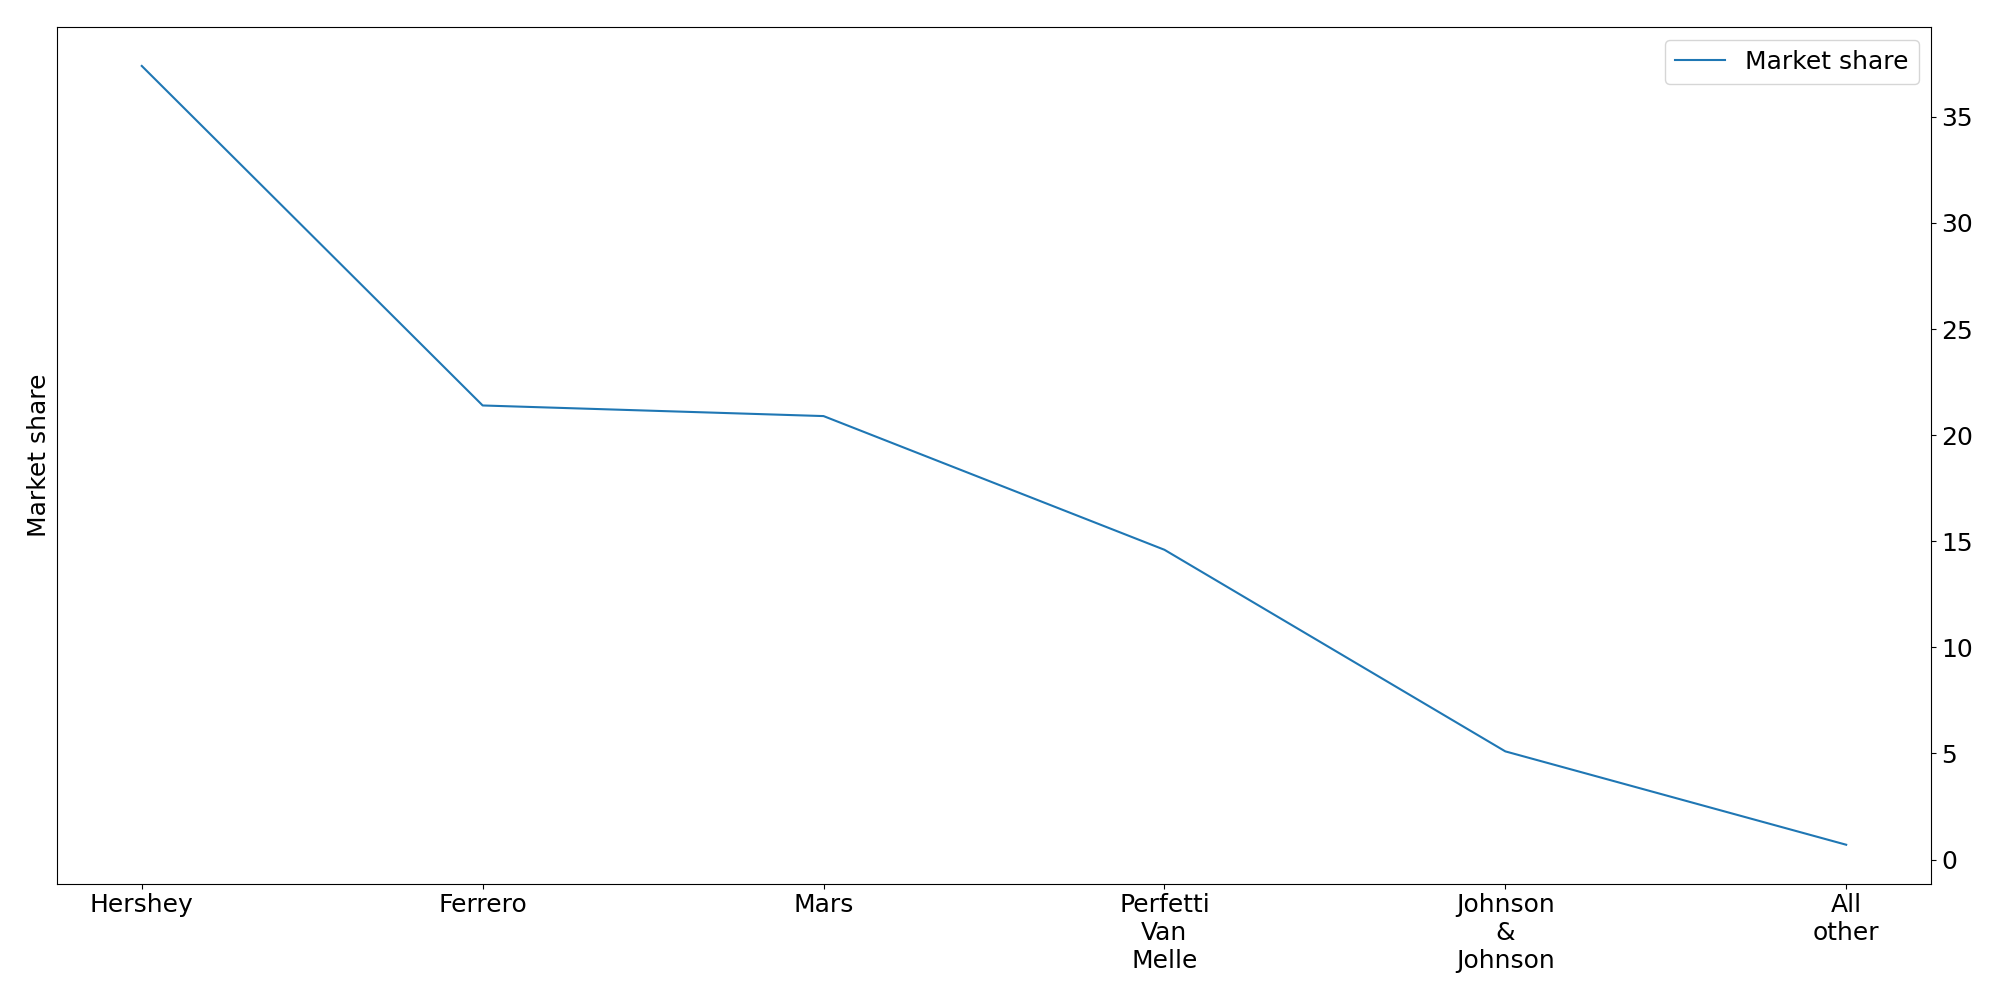 Market share
Market share
35
30
25
20
15
10
5
0
Hershey
Ferrero
Mars
Perfetti
Van
Melle
Johnson
&
Johnson
All
other